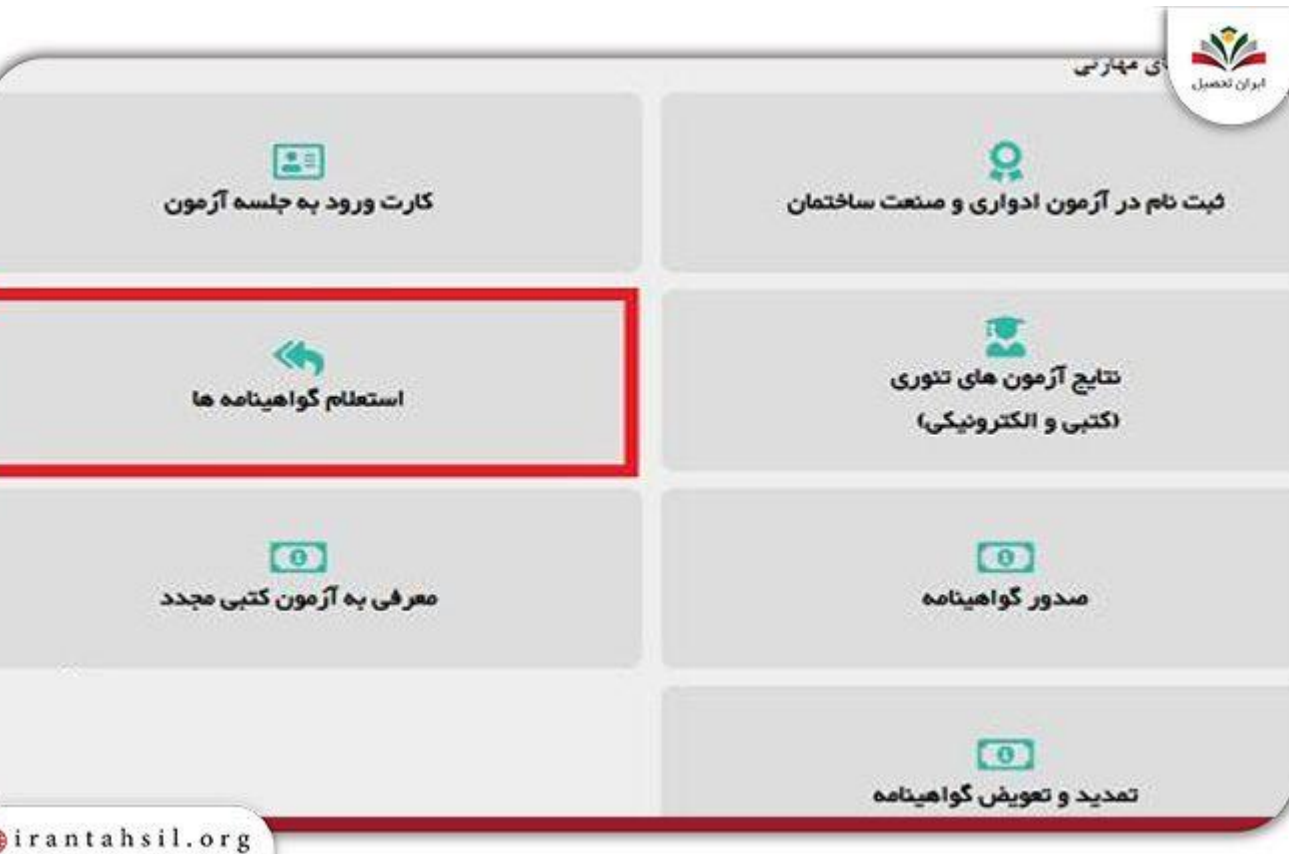 ایران تحصیل
ای مهارتی
ثبت نام در آزمون ادواری و صنعت ساختمان
کارت ورود به جلسه آزمون
نتایج آزمون های تئوری
(کتبی و الکترونیکی)
استعلام گواهینامه ها
صدور گواهینامه
معرفی به آزمون کتبی مجدد
تمدید و تعویض گواهینامه
irantahsil.org